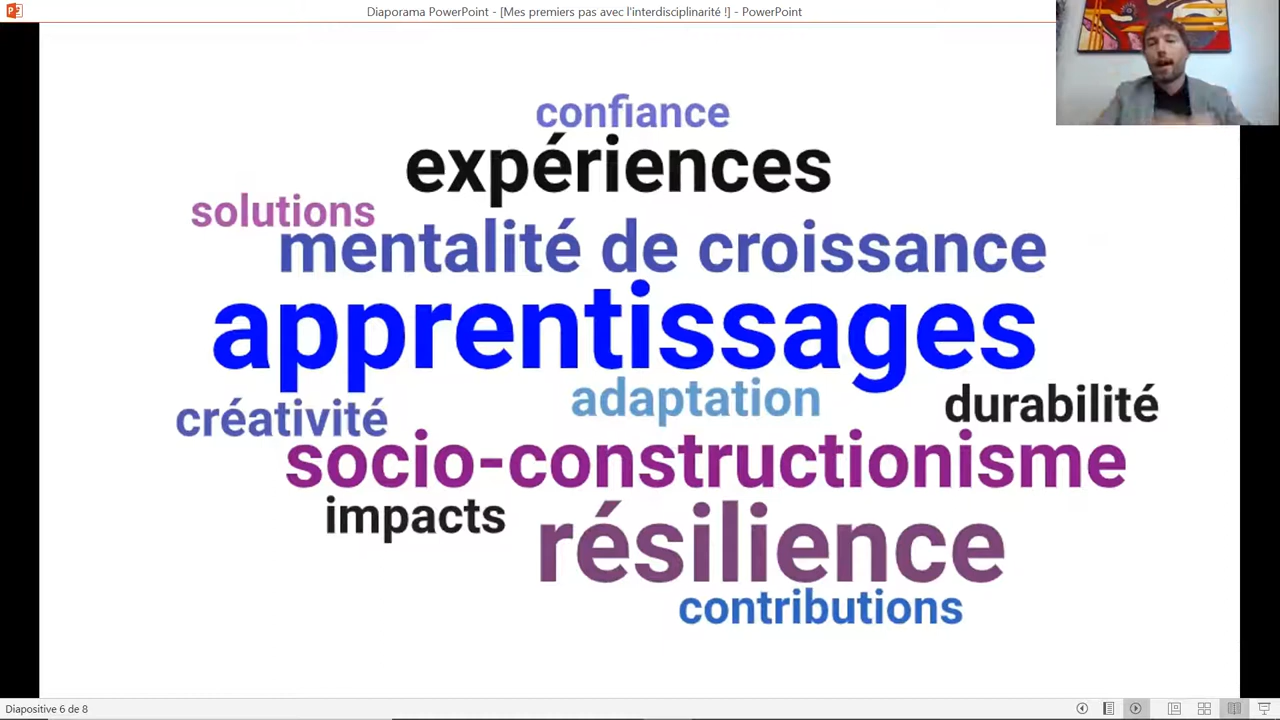 Diaporama PowerPoint - [Mes premiers pas avec l'interdisciplinarité !] - PowerPoint
confiance
expériences
solutions
mentalité de croissance
apprentissages
adaptation
durabilité
créativité
socio-constructionisme
impacts
résilience
contributions
Diapositive 6 de 8